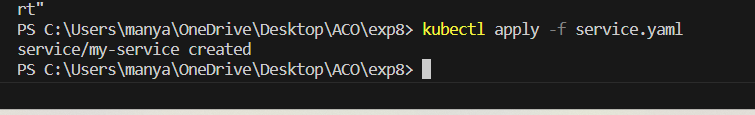 rt"
PS C:\Users\manya\OneDrive\Desktop\ACO\exp8> kubectl apply -f service.yaml
service/my-service created
PS C:\Users\manya\OneDrive\Desktop\ACO\exp8>